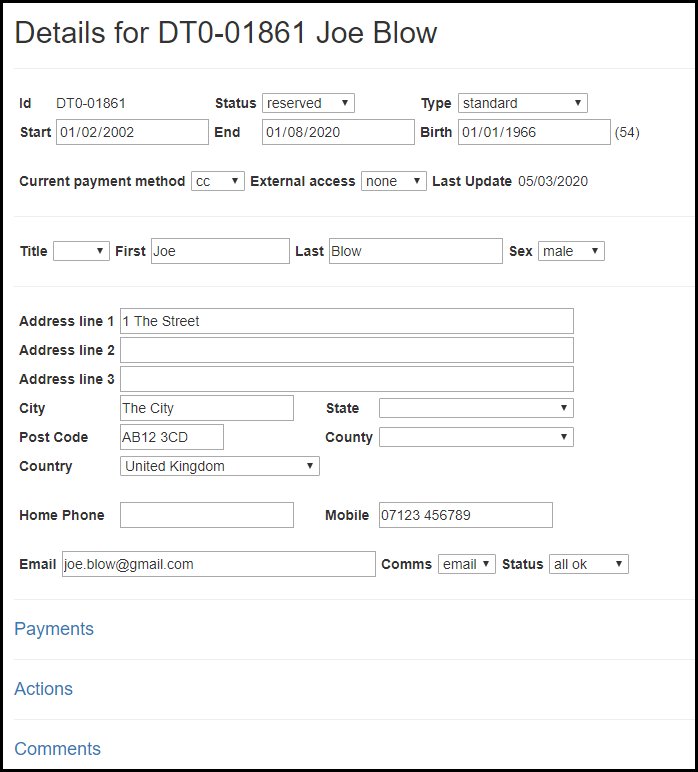 Details for DT0-01861 Joe Blow
Id DT0-01861 Status reserved Type standard
Start 01/02/2002 End 01/08/2020 Birth 01/01/1966 (54)
Current payment method cc External access none Last Update 05/03/2020
Title First Joe Last Blow Sex male
Address line 1 1 The Street
Address line 2
Address line 3
City The City State
Post Code AB12 3CD County
Country United Kingdom
Home Phone Mobile 07123 456789
Email joe.blow@gmail.com Comms email Status all ok
Payments
Actions
Comments